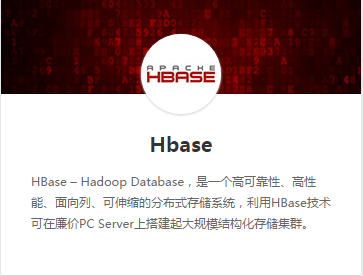 APACHE
HBASE
Hbase
HBase – Hadoop Database，是一个高可靠性、高性
能、面向列、可伸缩的分布式存储系统，利用HBase技术
可在廉价PC Server上搭建起大规模结构化存储集群。